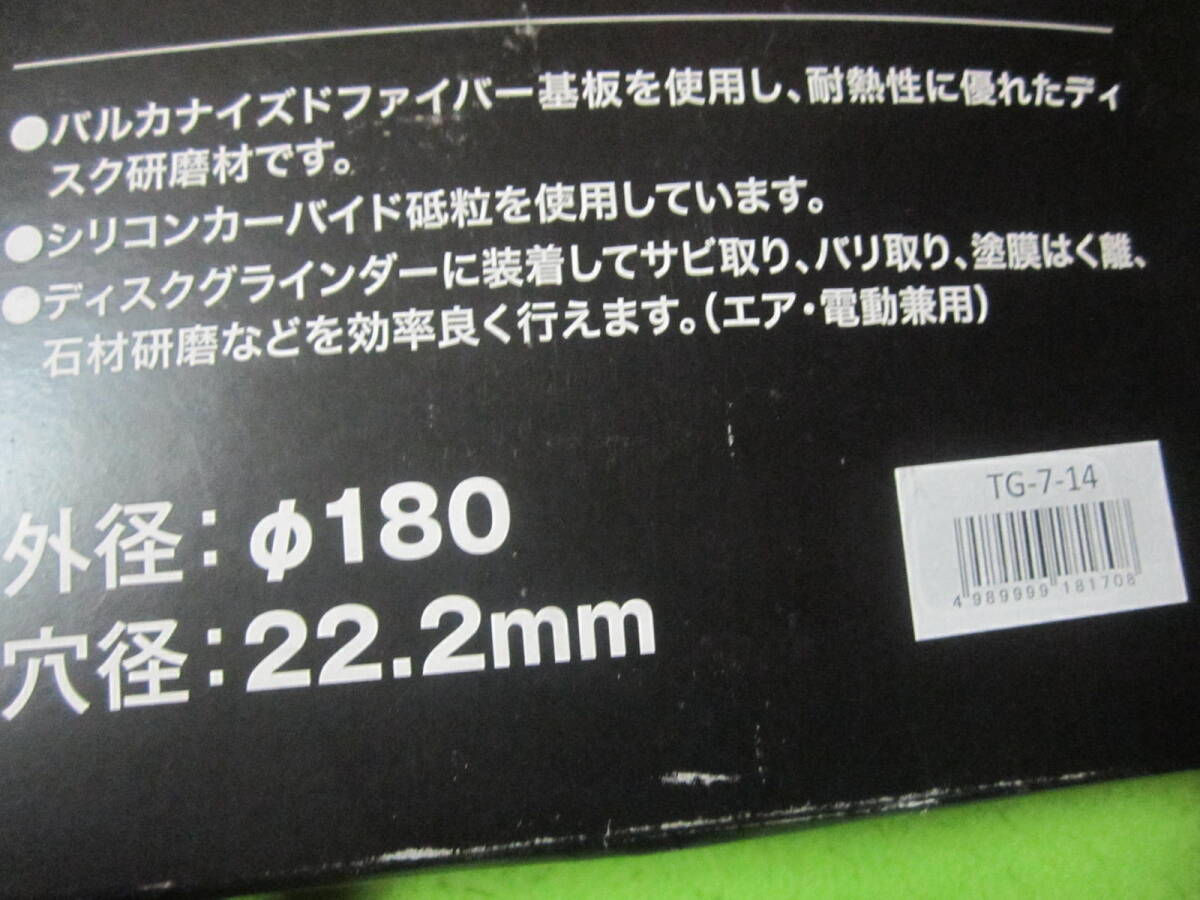 ●バルカナイズドファイバー基板を使用し、耐熱性に優れたディ
スク研磨材です。
●シリコンカーバイド砥粒を使用しています。
●ディスクグラインダーに装着してサビ取り、バリ取り、塗膜はく離、
石材研磨などを効率良く行えます。(エア・電動兼用)
外径:φ180
穴径:22.2mm
TG-7-14
4 989999 181708